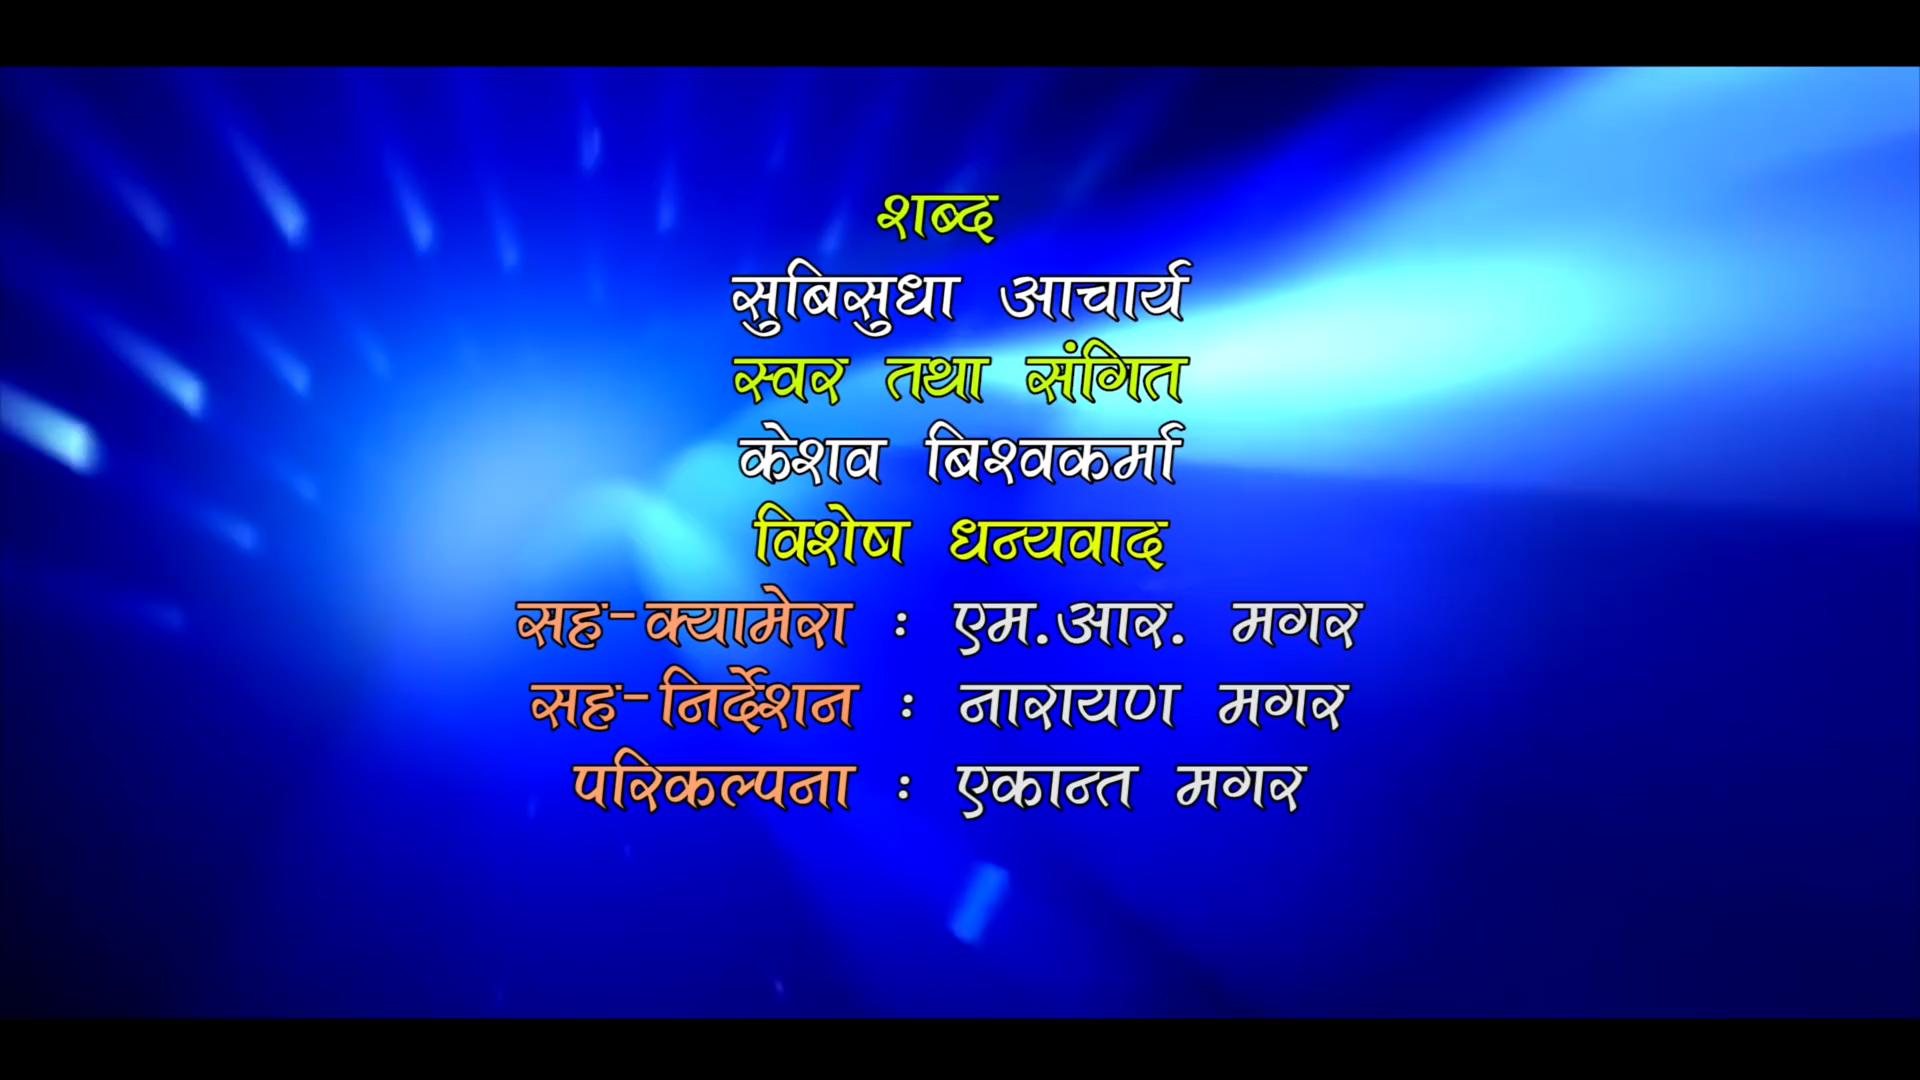 शब्द
सुबिसुधा आचार्य
स्वर तथा संगित
केशव बिश्वकर्मा
विशेष धन्यवाद
सह-क्यामेरा : एम.आर. मगर
सह-निर्देशन : नारायण मगर
परिकल्पना : एकान्त मगर